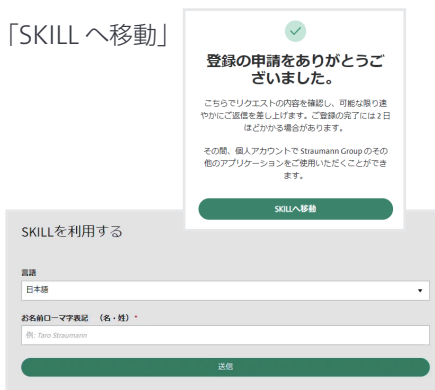 「SKILL へ移動」
登録の申請をありがとうご
ざいました。
こちらでリクエストの内容を確認し、可能な限り速
やかにご返信を差し上げます。ご登録の完了には2日
ほどかかる場合があります。
その間、個人アカウントで Straumann Group のその
他のアプリケーションをご使用いただくことができ
ます。
SKILLへ移動
SKILLを利用する
言語
日本語
お名前ローマ字表記 （名・姓）*
例: Taro Straumann
送信